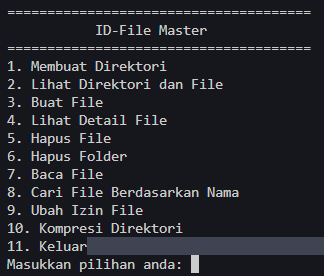 ======================================
ID-File Master
======================================
1. Membuat Direktori
2. Lihat Direktori dan File
3. Buat File
4. Lihat Detail File
5. Hapus File
6. Hapus Folder
7. Baca File
8. Cari File Berdasarkan Nama
9. Ubah Izin File
10. Kompresi Direktori
11. Keluar
Masukkan pilihan anda: